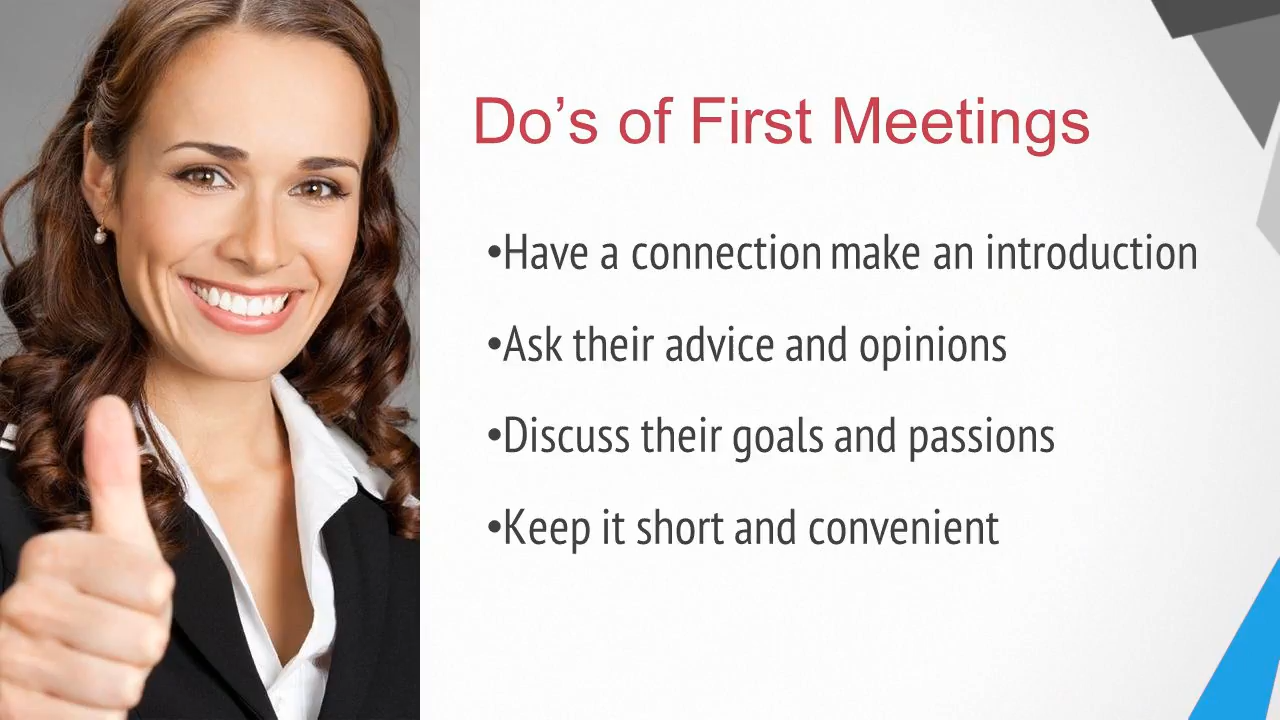 Do’s of First Meetings
•Have a connection make an introduction
•Ask their advice and opinions
•Discuss their goals and passions
•Keep it short and convenient